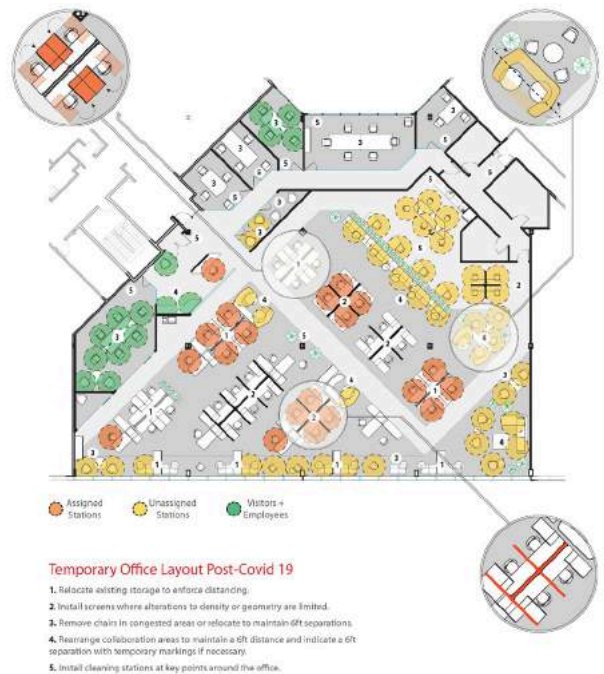 Assigned
Stations
Unassigned
Stations
Visitors +
Employees
Temporary Office Layout Post-Covid 19
1. Relocate existing storage to enforce distancing.
2. Install screens where alterations to density or geometry are limited.
3. Remove chairs in congested areas or relocate to maintain 6ft separations.
4. Rearrange collaboration areas to maintain a 6ft distance and indicate a 6ft
separation with temporary markings if necessary.
5. Install cleaning stations at key points around the office.